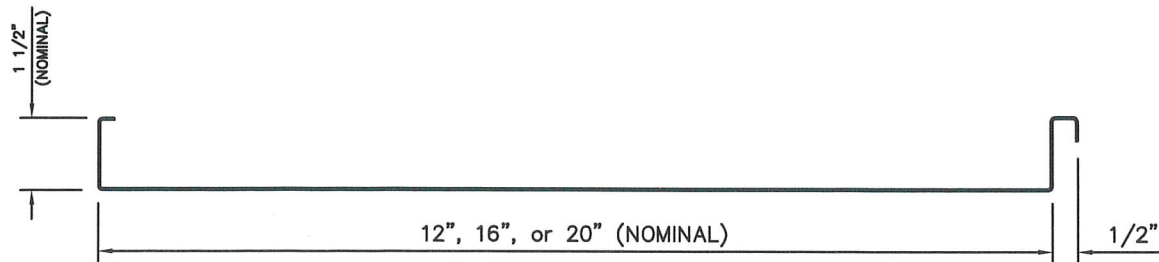 1 1/2"
(NOMINAL)
12", 16", or 20" (NOMINAL)
1/2"